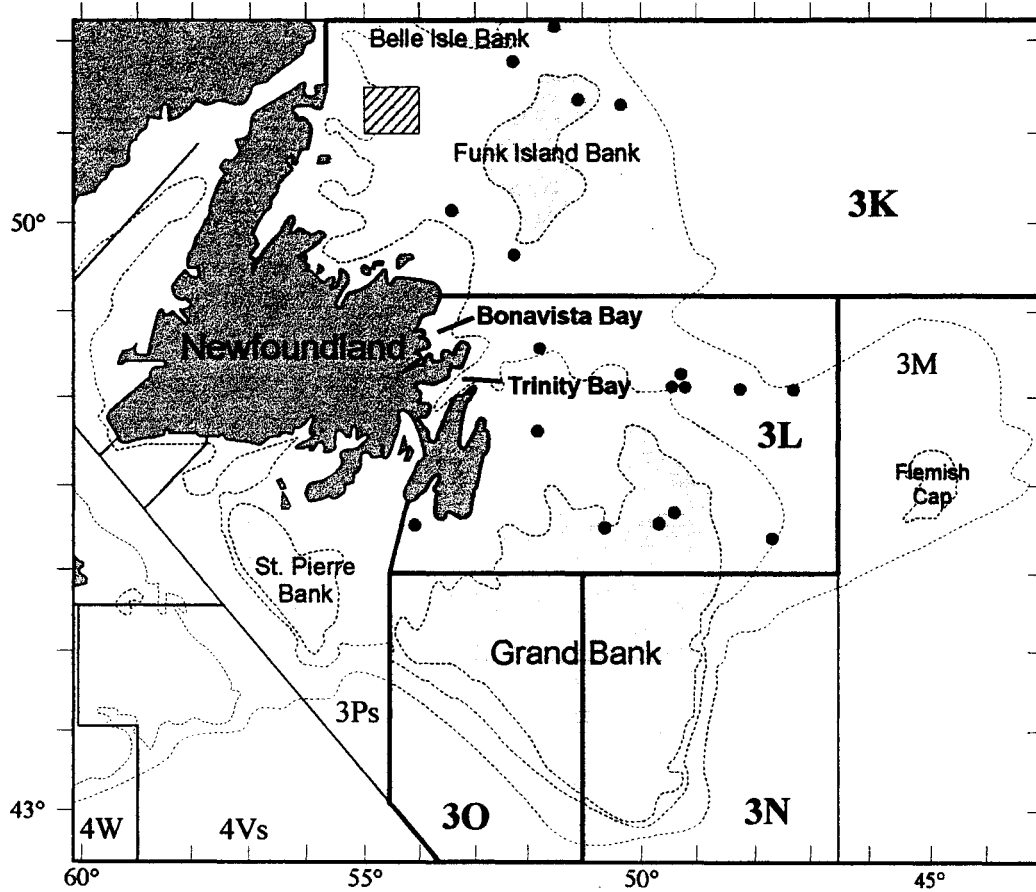 Belle Isle Bank
Funk Island Bank
3K
50°
Bonavista Bay
Newfoundland
3M
Trinity Bay
3L
Flemish
Cap
St. Pierre
Bank
Grand Bank
3Ps
43°
4W
4Vs
3O
3N
60°
55°
50°
45°